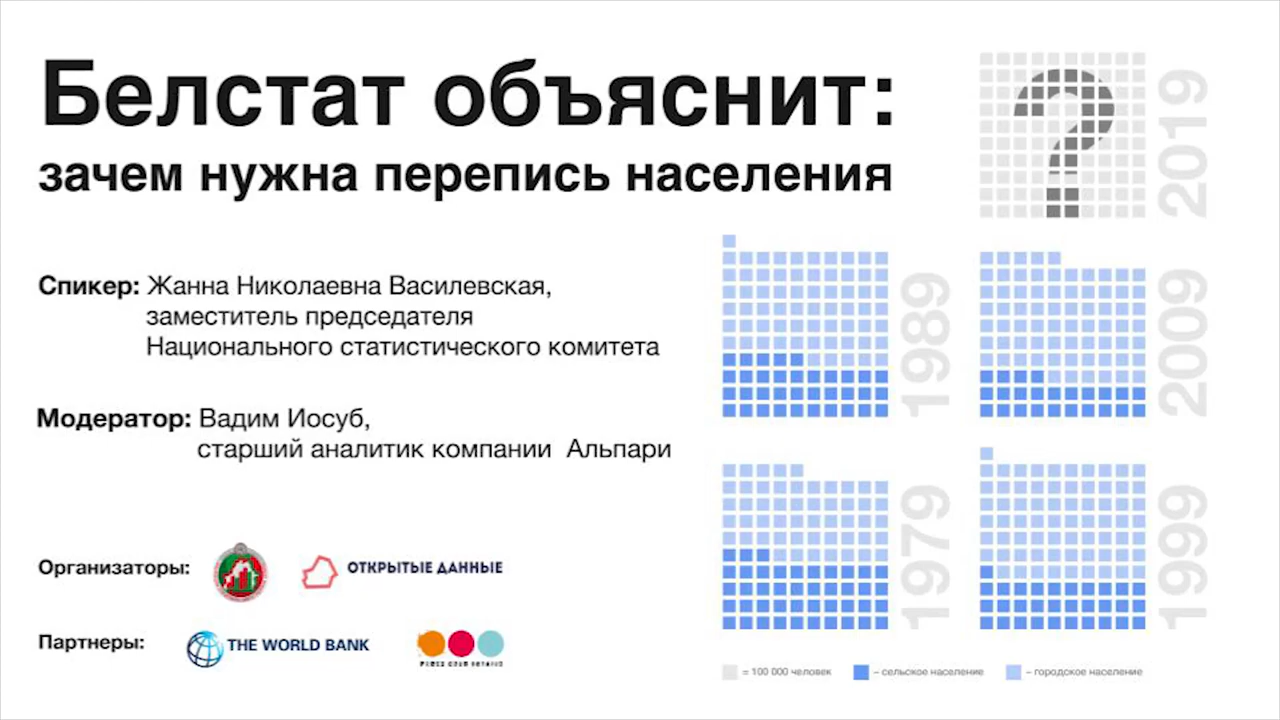 Белстат объяснит:
зачем нужна перепись населения
Спикер: Жанна Николаевна Василевская,
заместитель председателя
Национального статистического комитета
Модератор: Вадим Иосуб,
старший аналитик компании Альпари
Организаторы:
ОТКРЫТЫЕ ДАННЫЕ
Партнеры:
THE WORLD BANK
?
2019
1989
2009
1979
1999
= 100 000 человек
– сельское население
– городское население